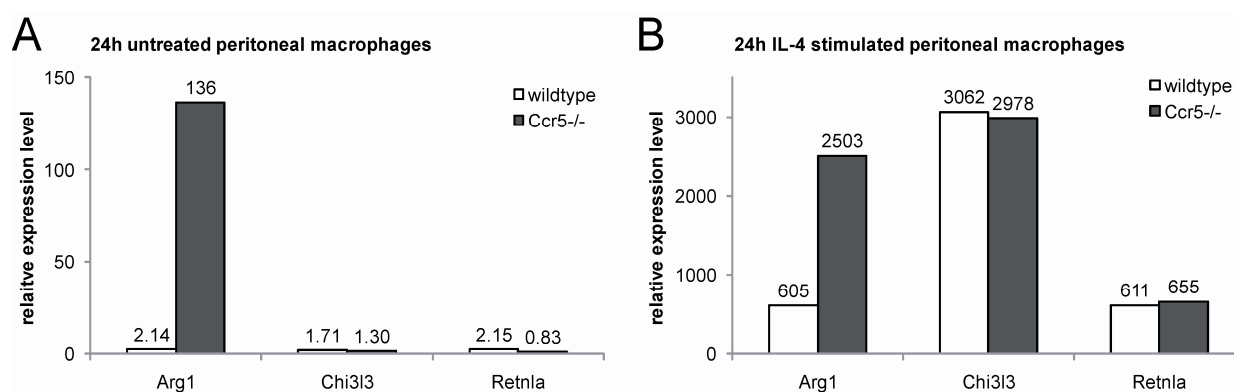 A
24h untreated peritoneal macrophages
relaitve expression level
150
100
50
0
wildtype
Ccr5-/-
2.14
136
1.71
1.30
2.15
0.83
Arg1
Chi3l3
Retnla
B
24h IL-4 stimulated peritoneal macrophages
relative expression level
3000
2000
1000
0
wildtype
Ccr5-/-
605
2503
3062
2978
611
655
Arg1
Chi3l3
Retnla